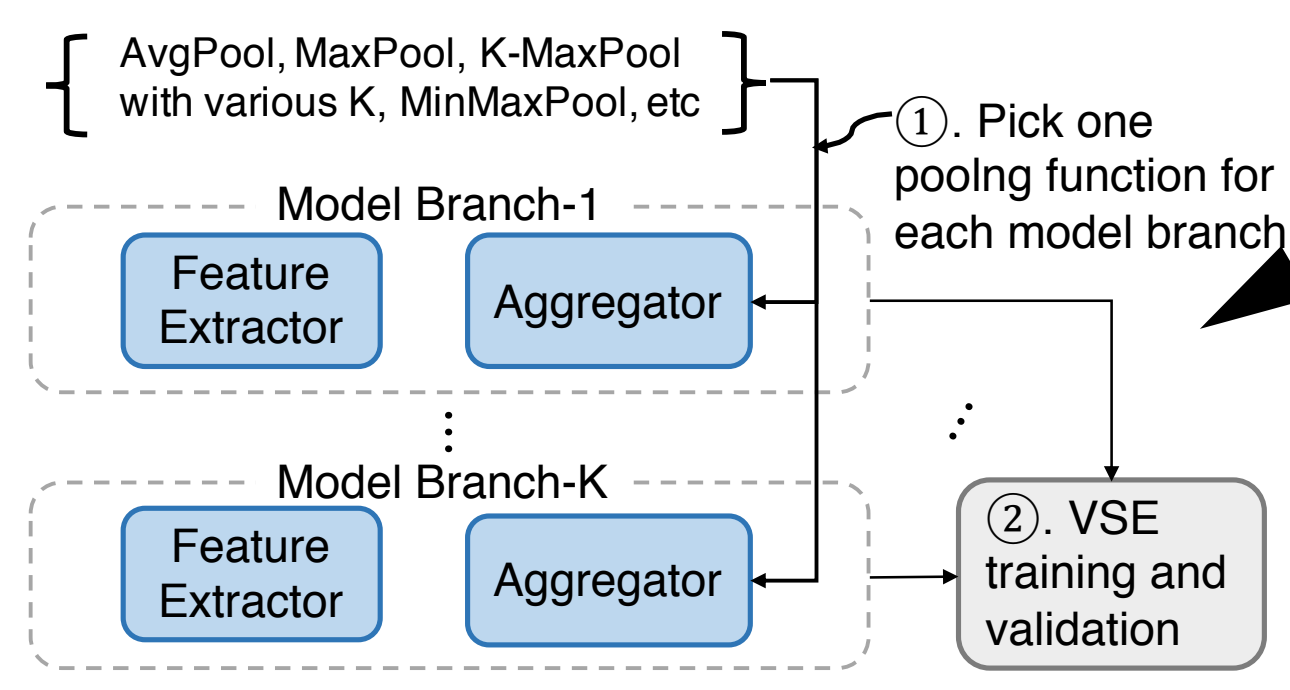 AvgPool, MaxPool, K-MaxPool
with various K, MinMaxPool, etc
①. Pick one
poolng function for
each model branch
Model Branch-1
Feature
Extractor
Aggregator
Model Branch-K
Feature
Extractor
Aggregator
②. VSE
training and
validation